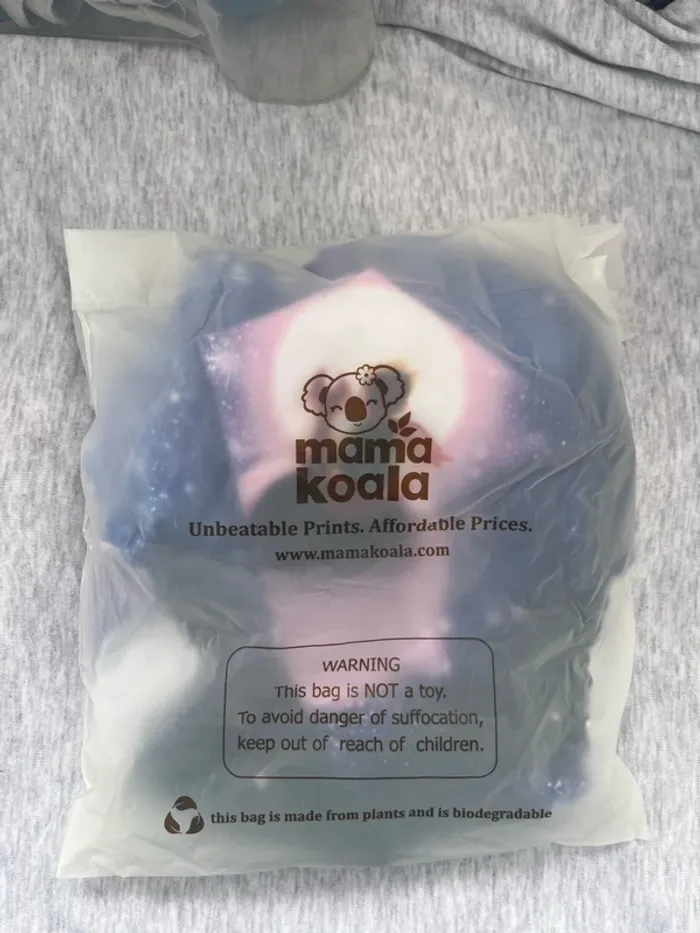 mama
koala
Unbeatable Prints. Affordable Prices.
www.mamakoala.com
WARNING
This bag is NOT a toy.
To avoid danger of suffocation,
keep out of reach of children.
this bag is made from plants and is biodegradable